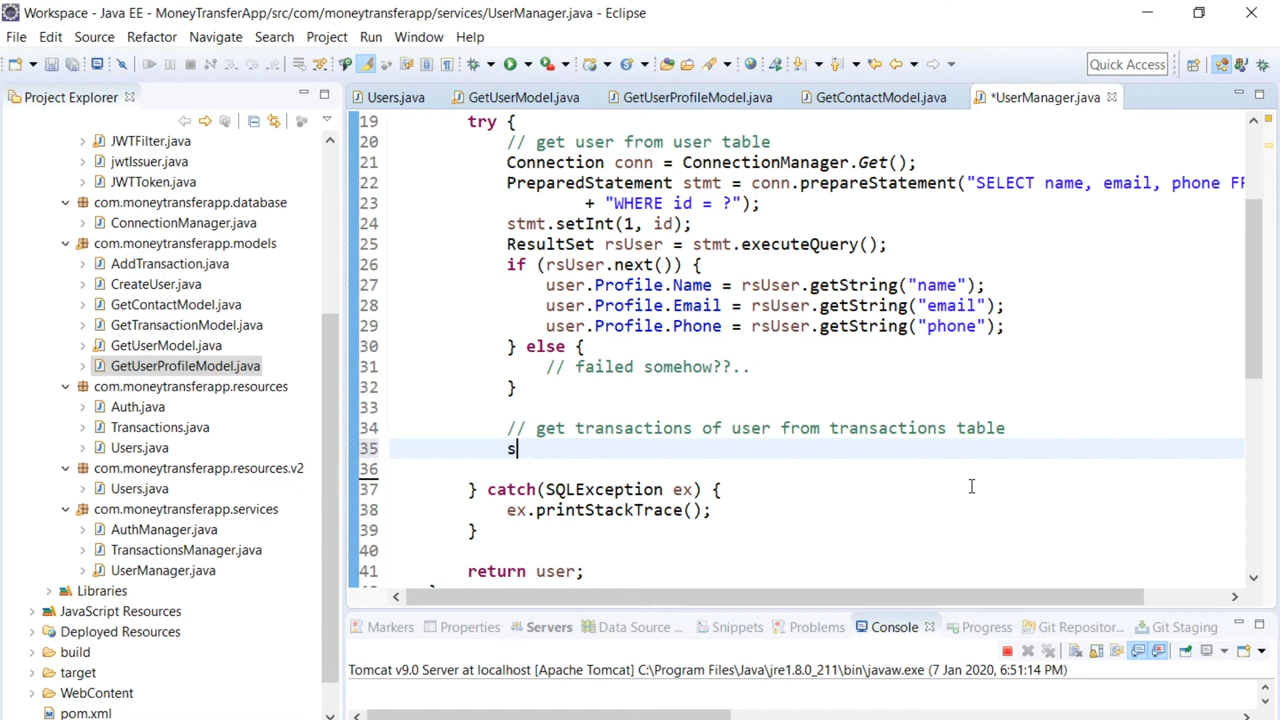 Workspace - Java EE - MoneyTransferApp/src/com/moneytransferapp/services/UserManager.java - Eclipse
File Edit Source Refactor Navigate Search Project Run Window Help
Quick Access
Project Explorer
JWTFilter.java
jwtIssuer.java
JWTToken.java
com.moneytransferapp.database
ConnectionManager.java
com.moneytransferapp.models
AddTransaction.java
CreateUser.java
GetContactModel.java
GetTransactionModel.java
GetUserModel.java
GetUserProfileModel.java
com.moneytransferapp.resources
Auth.java
Transactions.java
Users.java
com.moneytransferapp.resources.v2
Users.java
com.moneytransferapp.services
AuthManager.java
TransactionsManager.java
UserManager.java
Libraries
JavaScript Resources
Deployed Resources
build
target
WebContent
pom.xml
Users.java GetUserModel.java GetUserProfileModel.java GetContactModel.java *UserManager.java
19 try {
20 // get user from user table
21 Connection conn = ConnectionManager.Get();
22 PreparedStatement stmt = conn.prepareStatement("SELECT name, email, phone FR
23 + "WHERE id = ?");
24 stmt.setInt(1, id);
25 ResultSet rsUser = stmt.executeQuery();
26 if (rsUser.next()) {
27 user.Profile.Name = rsUser.getString("name");
28 user.Profile.Email = rsUser.getString("email");
29 user.Profile.Phone = rsUser.getString("phone");
30 } else {
31 // failed somehow??..
32 }
33
34 // get transactions of user from transactions table
35 s
36
37 } catch(SQLException ex) {
38 ex.printStackTrace();
39 }
40
41 return user;
Markers Properties Servers Data Source ... Snippets Problems Console Progress Git Repositor... Git Staging
Tomcat v9.0 Server at localhost [Apache Tomcat] C:\Program Files\Java\jre1.8.0_211\bin\javaw.exe (7 Jan 2020, 6:51:14 PM)